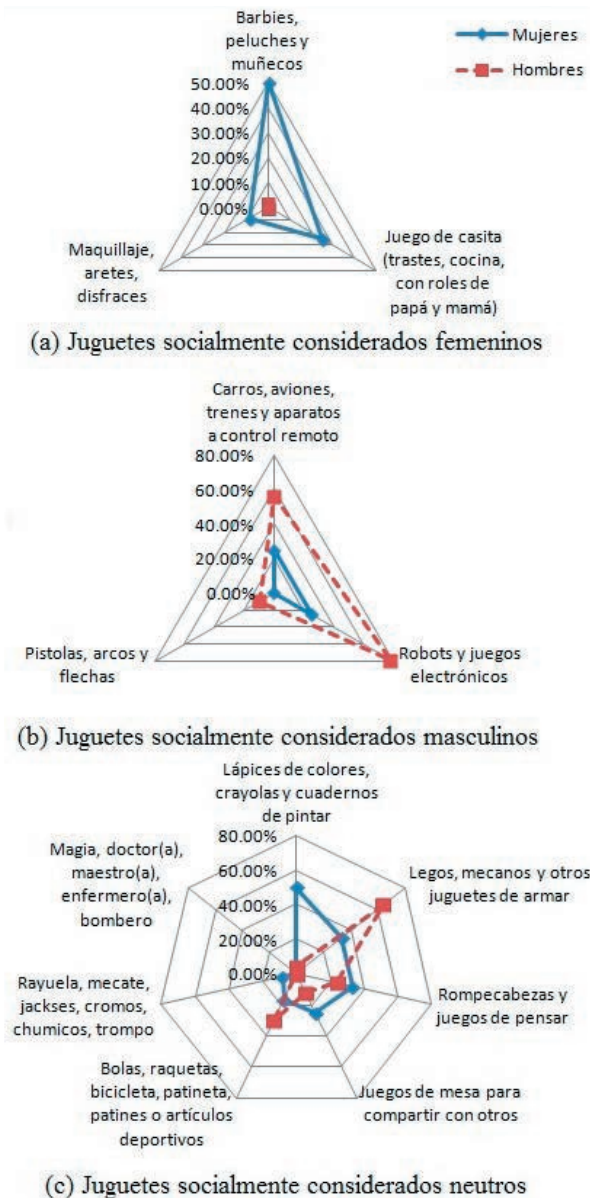 Barbies,
peluches y
muñecos
Mujeres
Hombres
50.00%
40.00%
30.00%
20.00%
10.00%
0.00%
Maquillaje,
aretes,
disfraces
Juego de casita
(trastes, cocina,
con roles de
papá y mamá)
(a) Juguetes socialmente considerados femeninos
Carros, aviones,
trenes y aparatos
a control remoto
80.00%
60.00%
40.00%
20.00%
0.00%
Pistolas, arcos y
flechas
Robots y juegos
electrónicos
(b) Juguetes socialmente considerados masculinos
Lápices de colores,
crayolas y cuadernos
de pintar
80.00%
60.00%
40.00%
20.00%
0.00%
Magia, doctor(a),
maestro(a),
enfermero(a),
bombero
Legos, mecanos y otros
juguetes de armar
Rayuela, mecate,
jackses, cromos,
chumicos, trompo
Rompecabezas y
juegos de pensar
Bolas, raquetas,
bicicleta, patineta,
patines o artículos
deportivos
Juegos de mesa para
compartir con otros
(c) Juguetes socialmente considerados neutros